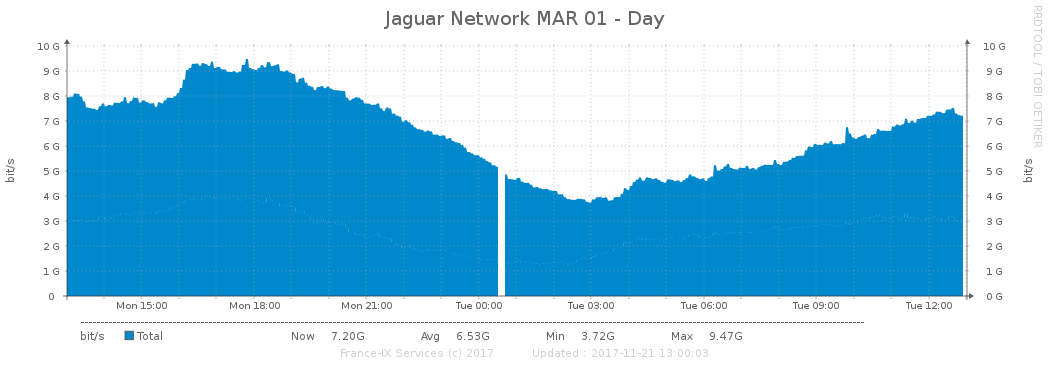 Jaguar Network MAR 01 - Day
RRDTOOL / TOBI OETIKER
bit/s
bit/s
10 G 10 G
9 G 9 G
8 G 8 G
7 G 7 G
6 G 6 G
5 G 5 G
4 G 4 G
3 G 3 G
2 G 2 G
1 G 1 G
0 0 G
Mon 15:00 Mon 18:00 Mon 21:00 Tue 00:00 Tue 03:00 Tue 06:00 Tue 09:00 Tue 12:00
bit/s Total Now 7.20G Avg 6.53G Min 3.72G Max 9.47G
France-IX Services (c) 2017 Updated : 2017-11-21 13:00:03